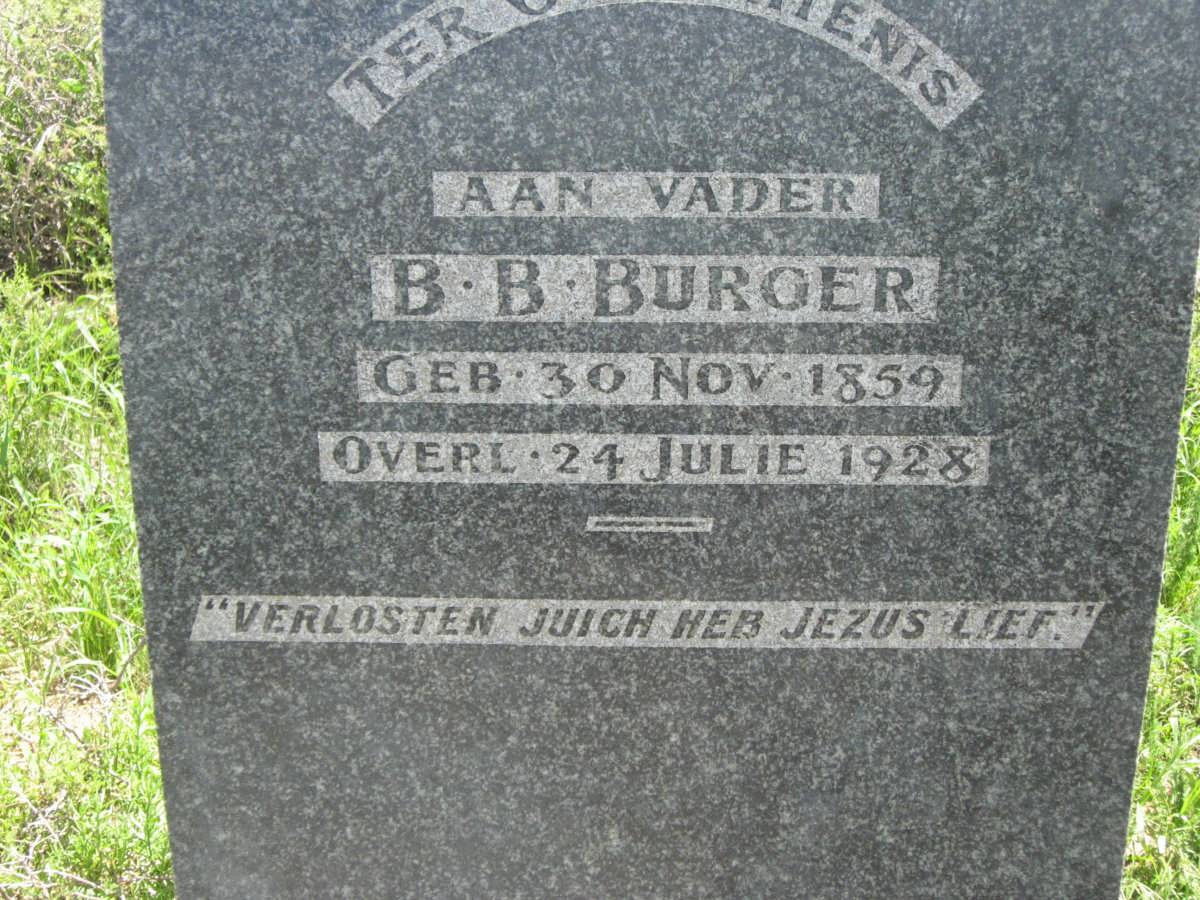 TER
AAN VADER
B · B · BURGER
GEB · 30 NOV · 1859
OVERL · 24 JULIE 1928
"VERLOSTEN JUICH HEB JEZUS LIEF."